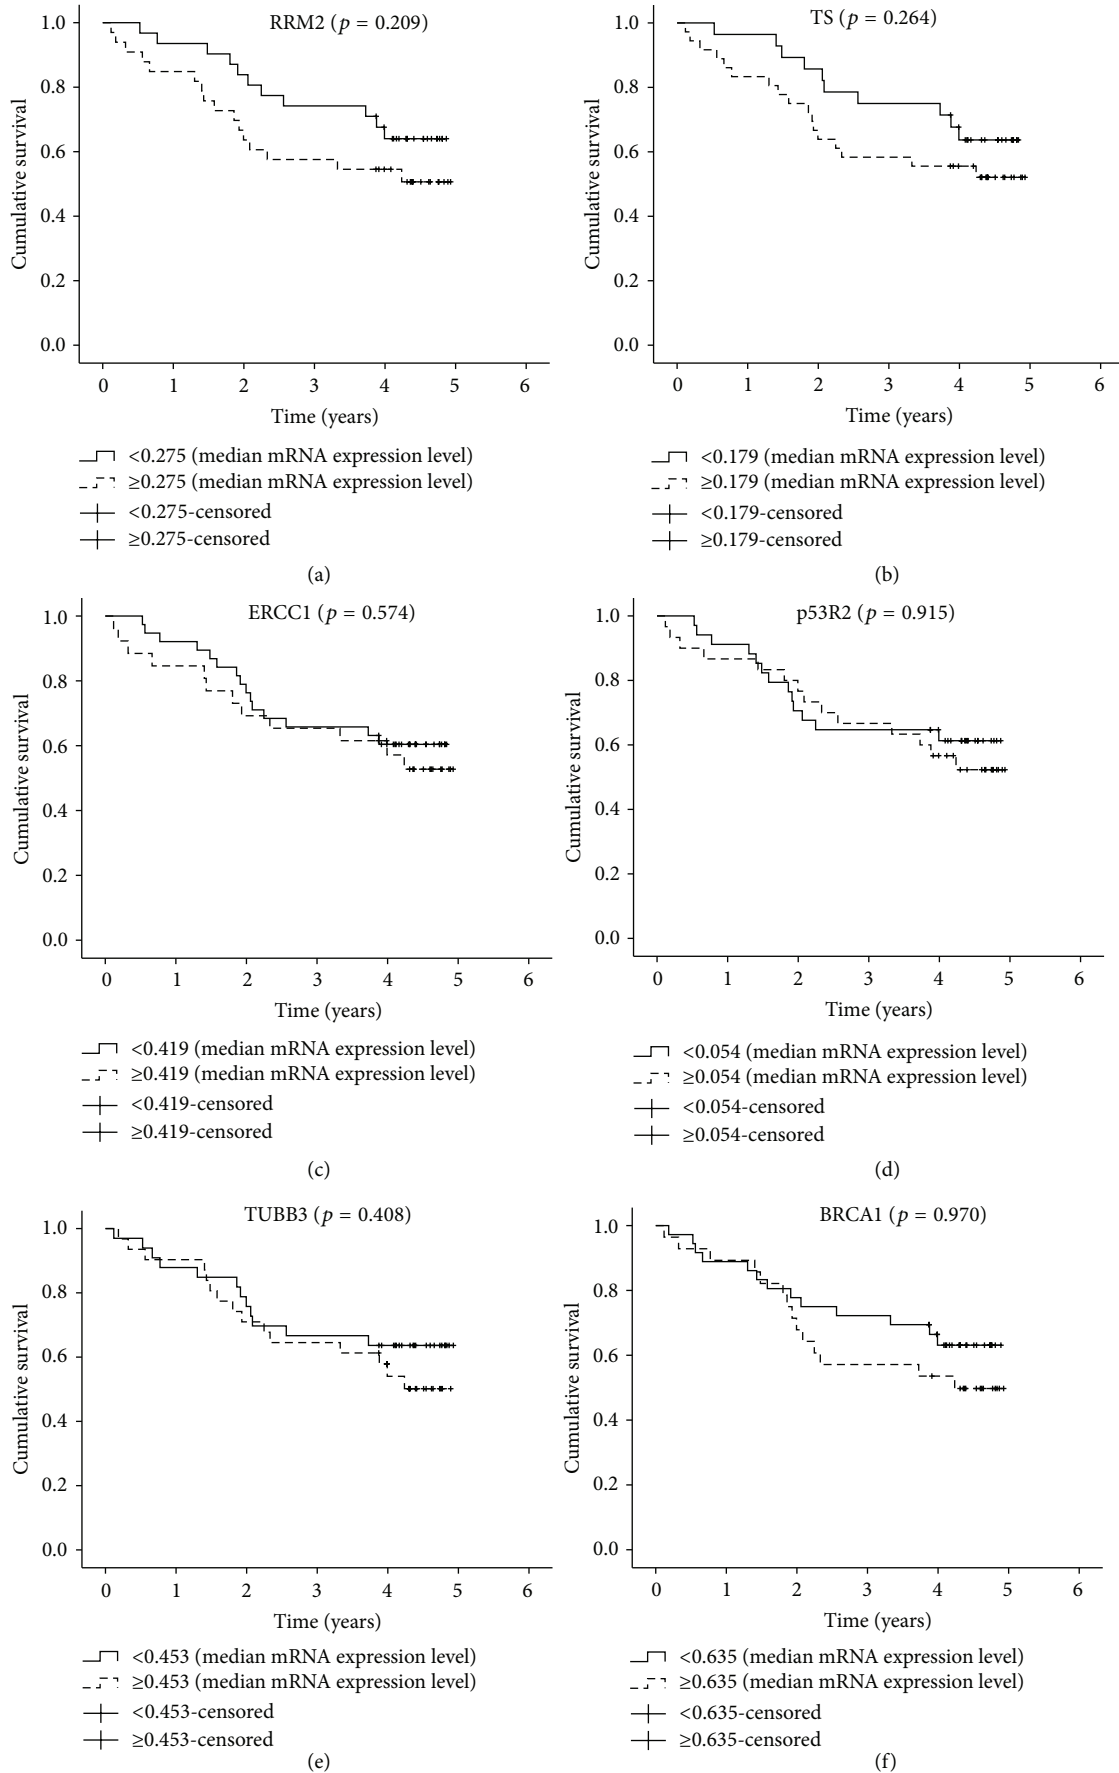 RRM2 (p = 0.209)
1.0
0.8
0.6
0.4
0.2
0.0
Cumulative survival
0 1 2 3 4 5 6
Time (years)
<0.275 (median mRNA expression level)
≥0.275 (median mRNA expression level)
<0.275-censored
≥0.275-censored
(a)
TS (p = 0.264)
1.0
0.8
0.6
0.4
0.2
0.0
Cumulative survival
0 1 2 3 4 5 6
Time (years)
<0.179 (median mRNA expression level)
≥0.179 (median mRNA expression level)
<0.179-censored
≥0.179-censored
(b)
ERCC1 (p = 0.574)
1.0
0.8
0.6
0.4
0.2
0.0
Cumulative survival
0 1 2 3 4 5 6
Time (years)
<0.419 (median mRNA expression level)
≥0.419 (median mRNA expression level)
<0.419-censored
≥0.419-censored
(c)
p53R2 (p = 0.915)
1.0
0.8
0.6
0.4
0.2
0.0
Cumulative survival
0 1 2 3 4 5 6
Time (years)
<0.054 (median mRNA expression level)
≥0.054 (median mRNA expression level)
<0.054-censored
≥0.054-censored
(d)
TUBB3 (p = 0.408)
1.0
0.8
0.6
0.4
0.2
0.0
Cumulative survival
0 1 2 3 4 5 6
Time (years)
<0.453 (median mRNA expression level)
≥0.453 (median mRNA expression level)
<0.453-censored
≥0.453-censored
(e)
BRCA1 (p = 0.970)
1.0
0.8
0.6
0.4
0.2
0.0
Cumulative survival
0 1 2 3 4 5 6
Time (years)
<0.635 (median mRNA expression level)
≥0.635 (median mRNA expression level)
<0.635-censored
≥0.635-censored
(f)